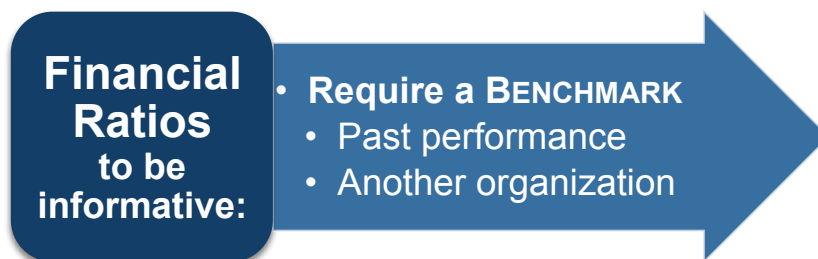 Financial
Ratios
to be
informative:
• Require a BENCHMARK
• Past performance
• Another organization